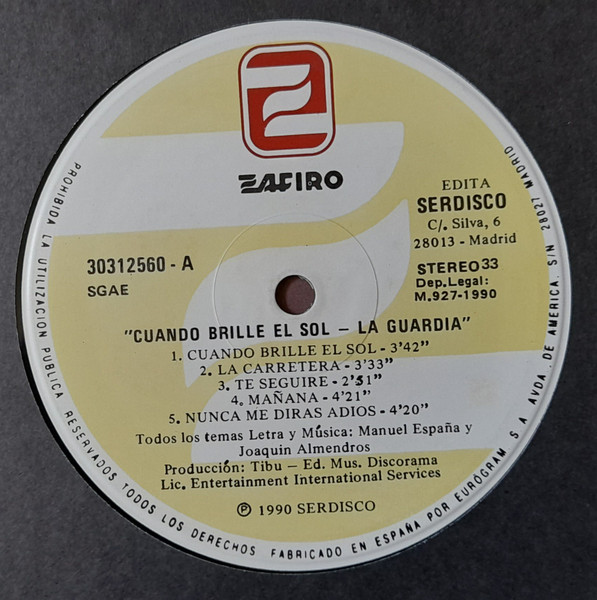 ZAFIRO
EDITA
SERDISCO
C/. Silva, 6
28013 - Madrid
30312560 - A
SGAE
STEREO 33
Dep. Legal:
M.927-1990
"CUANDO BRILLE EL SOL - LA GUARDIA"
1. CUANDO BRILLE EL SOL - 3'42"
2. LA CARRETERA - 3'33"
3. TE SEGUIRE - 2'51"
4. MAÑANA - 4'21"
5. NUNCA ME DIRAS ADIOS - 4'20"
Todos los temas Letra y Música: Manuel España y
Joaquin Almendros
Producción: Tibu - Ed. Mus. Discorama
Lic. Entertainment International Services
℗ 1990 SERDISCO
PROHIBIDA LA UTILIZACION PUBLICA RESERVADOS TODOS LOS DERECHOS FABRICADO EN ESPAÑA POR EUROGRAM, S A AVDA. DE AMERICA, S/N 28027 MADRID